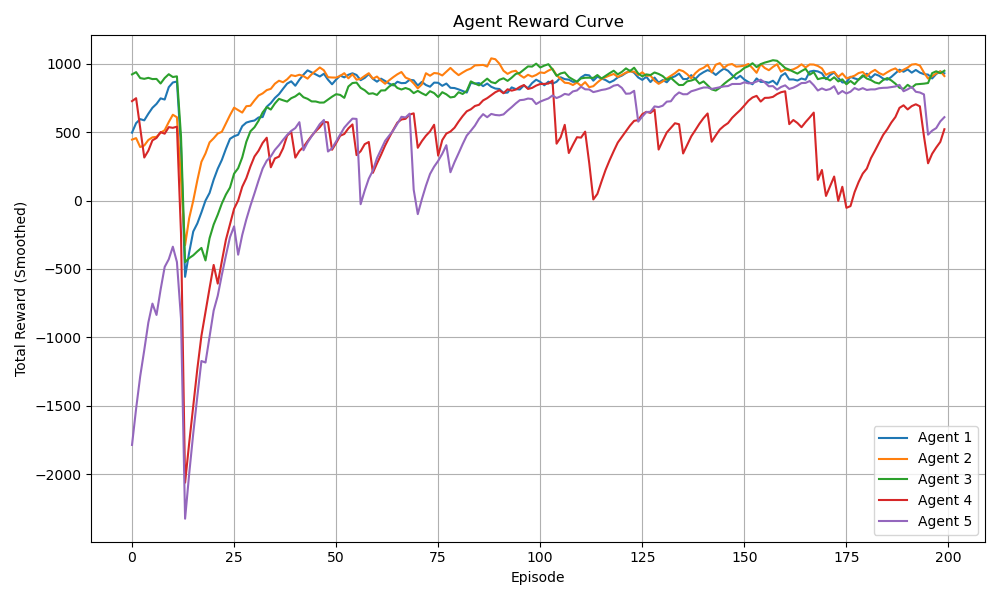 Agent Reward Curve
Total Reward (Smoothed)
1000
500
0
−500
−1000
−1500
−2000
0 25 50 75 100 125 150 175 200
Episode
Agent 1
Agent 2
Agent 3
Agent 4
Agent 5